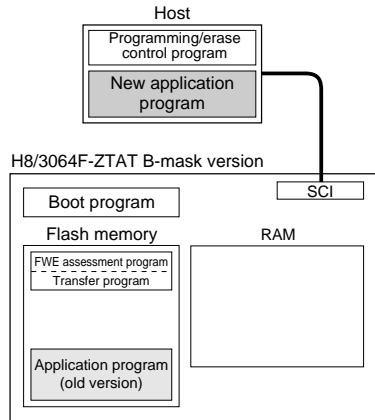 Host
Programming/erase
control program
New application
program
H8/3064F-ZTAT B-mask version
SCI
Boot program
Flash memory
RAM
FWE assessment program
Transfer program
Application program
(old version)